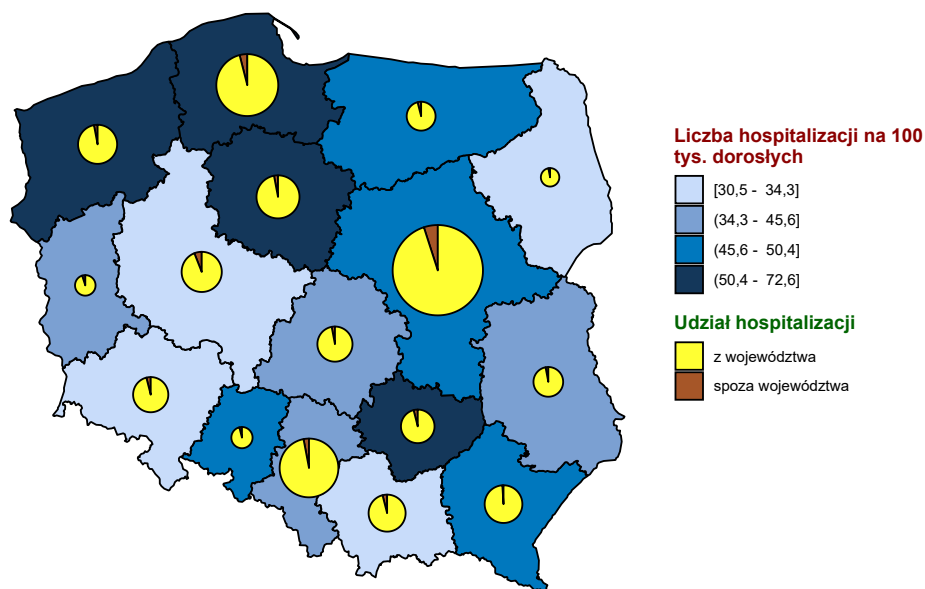 Liczba hospitalizacji na 100
tys. dorosłych
[30,5 - 34,3]
(34,3 - 45,6]
(45,6 - 50,4]
(50,4 - 72,6]
Udział hospitalizacji
z województwa
spoza województwa